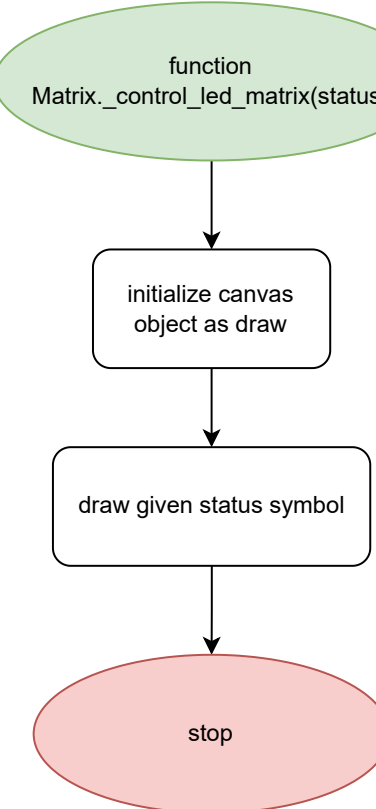 function
Matrix._control_led_matrix(status
initialize canvas
object as draw
draw given status symbol
stop